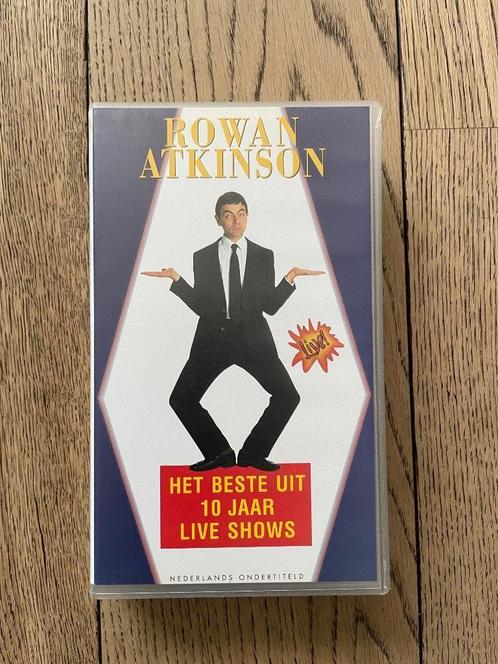 ROWAN
ATKINSON
Live!
HET BESTE UIT
10 JAAR
LIVE SHOWS
NEDERLANDS ONDERTITELD